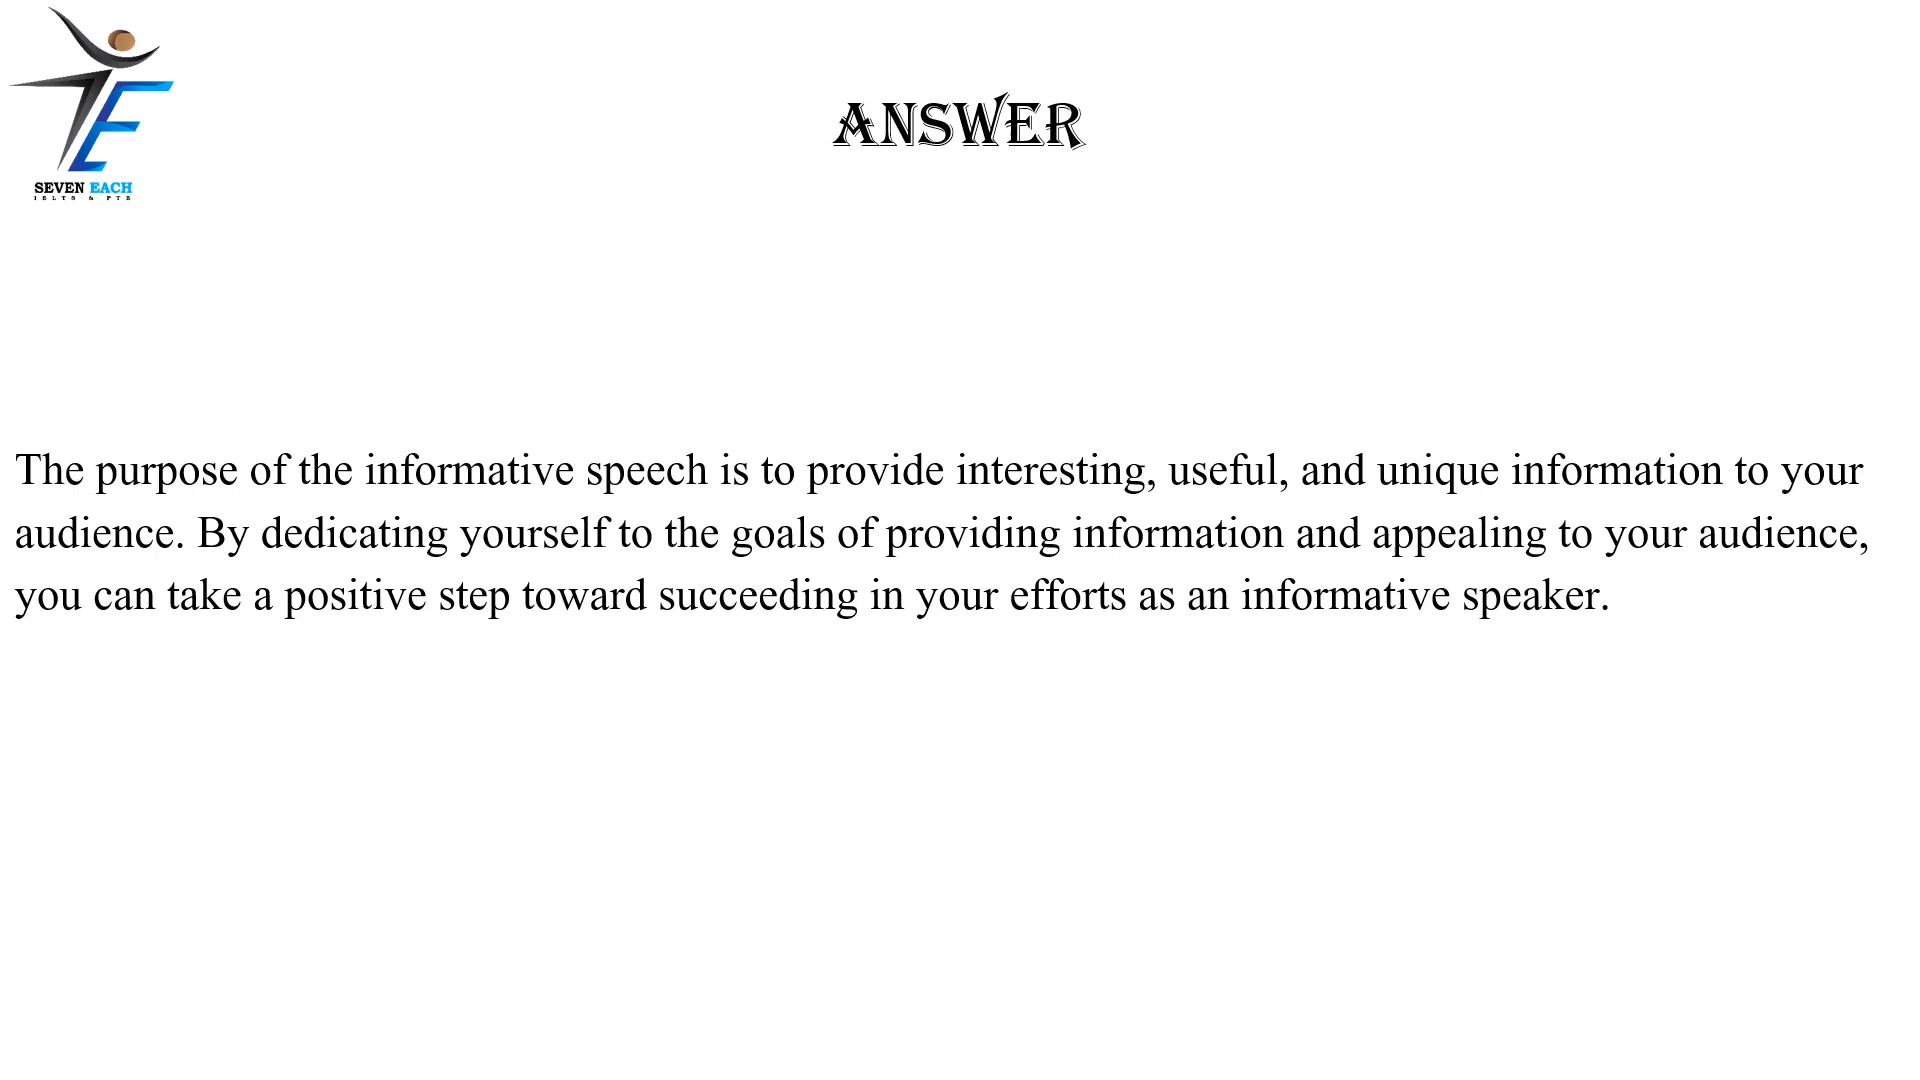 ANSWER
SEVEN EACH
IELTS & PTE
The purpose of the informative speech is to provide interesting, useful, and unique information to your
audience. By dedicating yourself to the goals of providing information and appealing to your audience,
you can take a positive step toward succeeding in your efforts as an informative speaker.